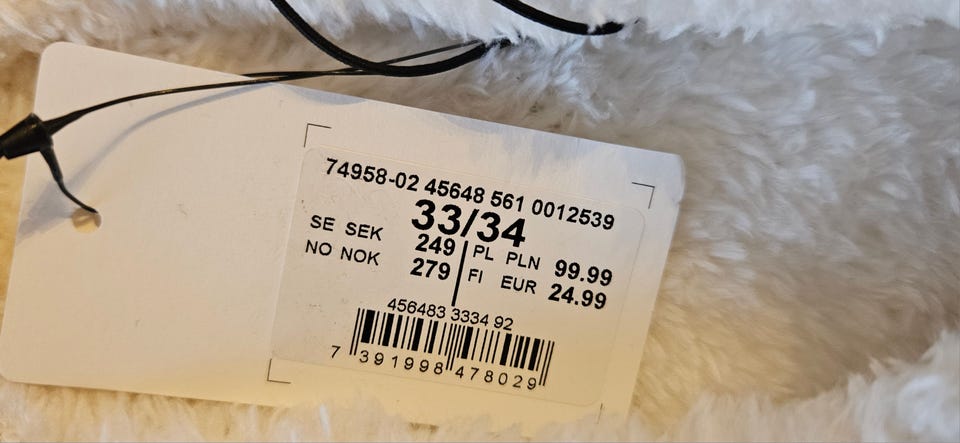 74958-02 45648 561 0012539
33/34
SE SEK 249 PL PLN 99.99
NO NOK 279 FI EUR 24.99
456483 3334 92
7 391998 478029